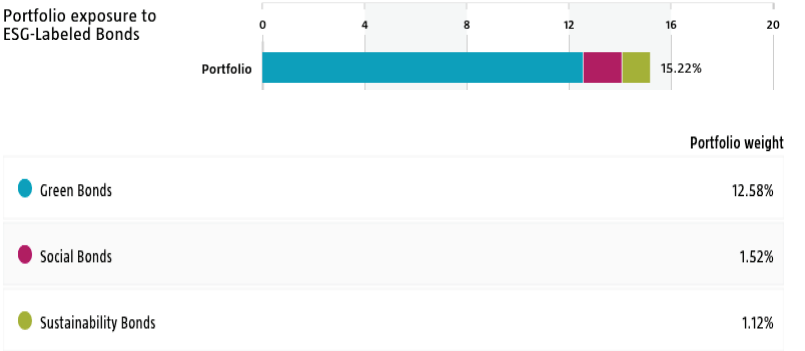 Portfolio exposure to
ESG-Labeled Bonds
0 4 8 12 16 20
Portfolio 15.22%
Portfolio weight
Green Bonds 12.58%
Social Bonds 1.52%
Sustainability Bonds 1.12%